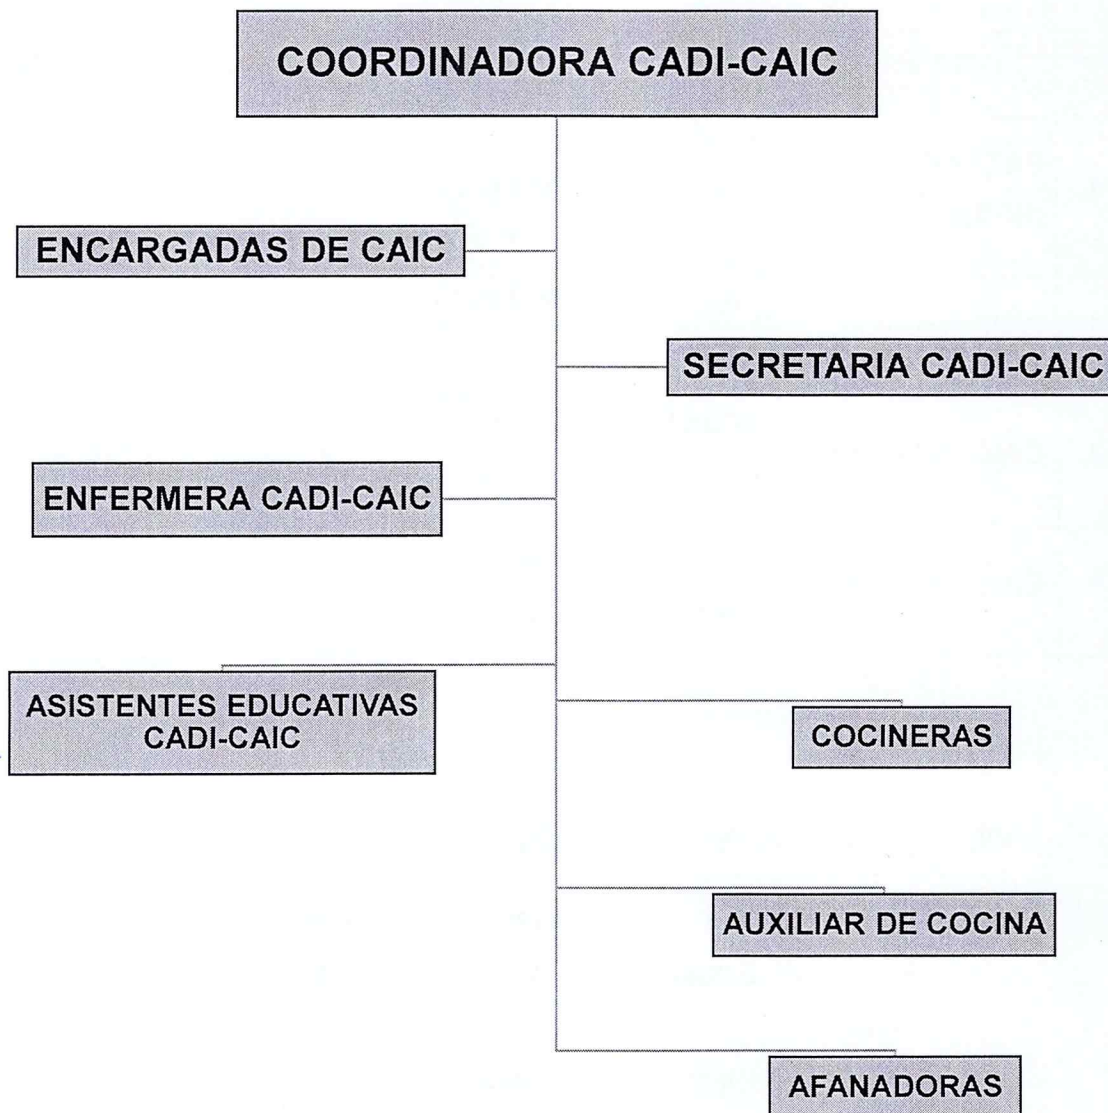 COORDINADORA CADI-CAIC
ENCARGADAS DE CAIC
SECRETARIA CADI-CAIC
ENFERMERA CADI-CAIC
ASISTENTES EDUCATIVAS
CADI-CAIC
COCINERAS
AUXILIAR DE COCINA
AFANADORAS